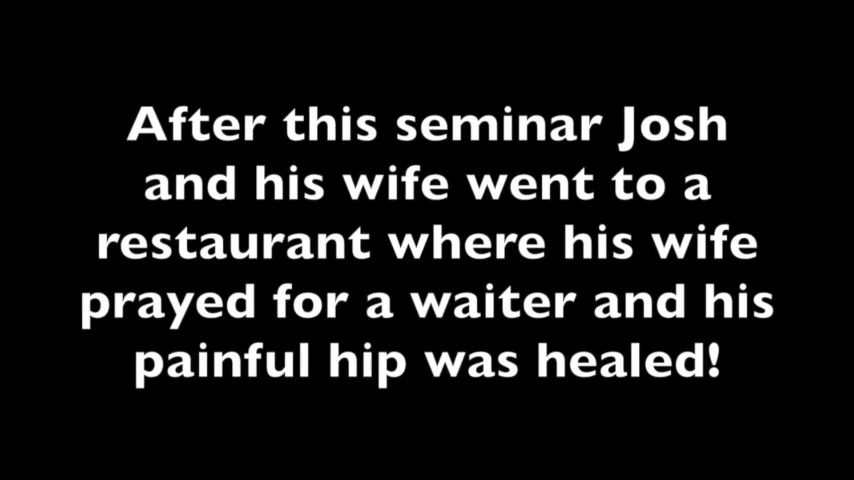 After this seminar Josh
and his wife went to a
restaurant where his wife
prayed for a waiter and his
painful hip was healed!